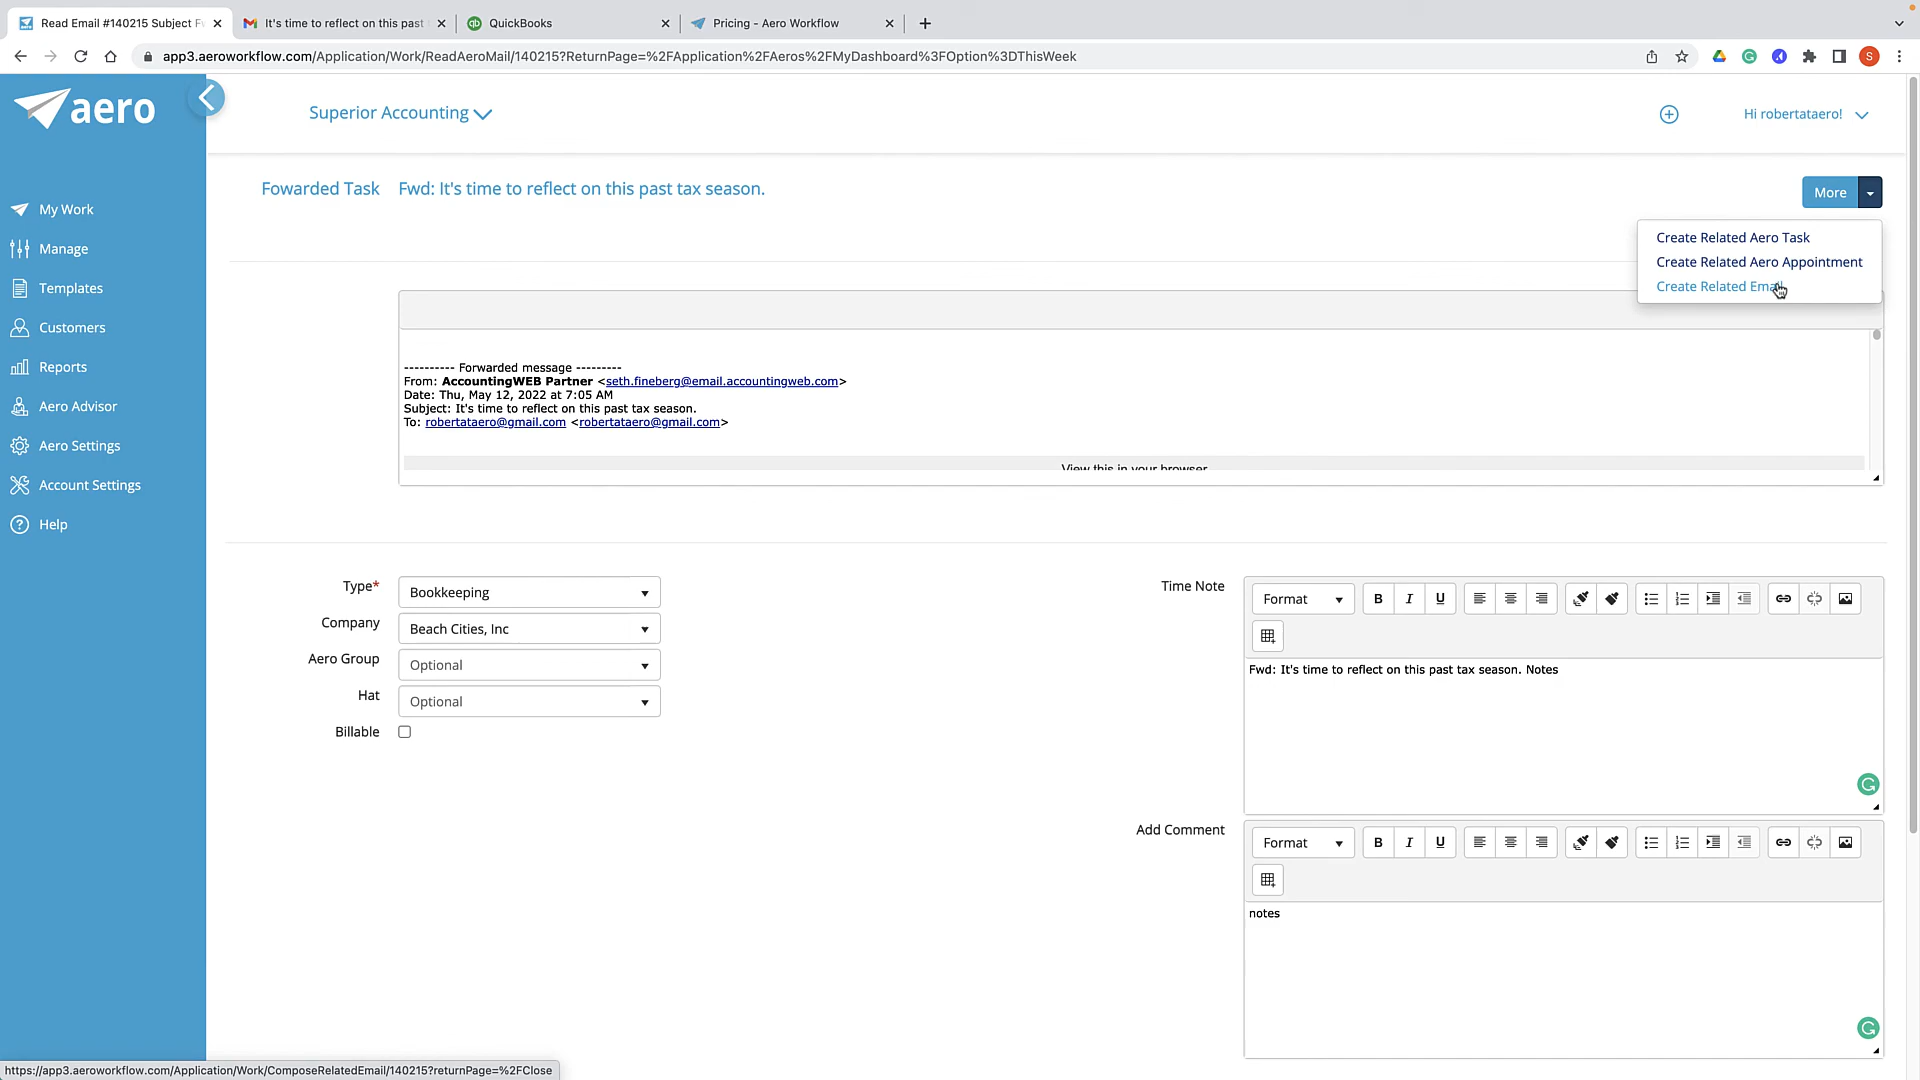 Read Email #140215 Subject Fw
It's time to reflect on this past
QuickBooks
Pricing - Aero Workflow
app3.aeroworkflow.com/Application/Work/ReadAeroMail/140215?ReturnPage=%2FApplication%2FAeros%2FMyDashboard%3FOption%3DThisWeek
S
aero
Superior Accounting
Hi robertataero!
My Work
Manage
Templates
Customers
Reports
Aero Advisor
Aero Settings
Account Settings
Help
Fowarded Task Fwd: It's time to reflect on this past tax season.
More
Create Related Aero Task
Create Related Aero Appointment
Create Related Email
---------- Forwarded message ---------
From: AccountingWEB Partner <seth.fineberg@email.accountingweb.com>
Date: Thu, May 12, 2022 at 7:05 AM
Subject: It's time to reflect on this past tax season.
To: robertataero@gmail.com <robertataero@gmail.com>
View this in your browser
Type* Bookkeeping
Company Beach Cities, Inc
Aero Group Optional
Hat Optional
Billable
Time Note
Format B I U
Fwd: It's time to reflect on this past tax season. Notes
Add Comment
Format B I U
notes
https://app3.aeroworkflow.com/Application/Work/ComposeRelatedEmail/140215?returnPage=%2FClose